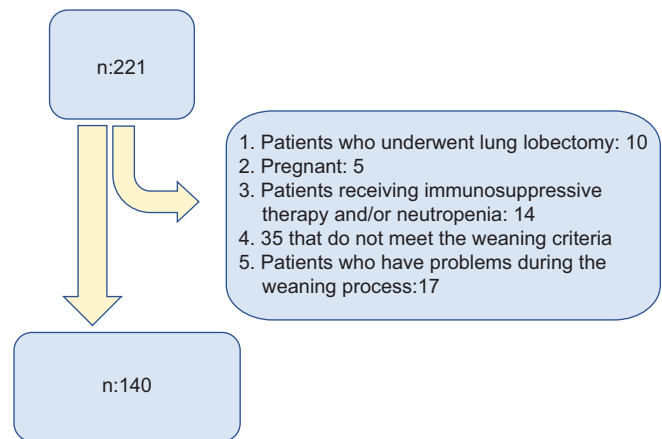 n:221
1. Patients who underwent lung lobectomy: 10
2. Pregnant: 5
3. Patients receiving immunosuppressive
therapy and/or neutropenia: 14
4. 35 that do not meet the weaning criteria
5. Patients who have problems during the
weaning process:17
n:140